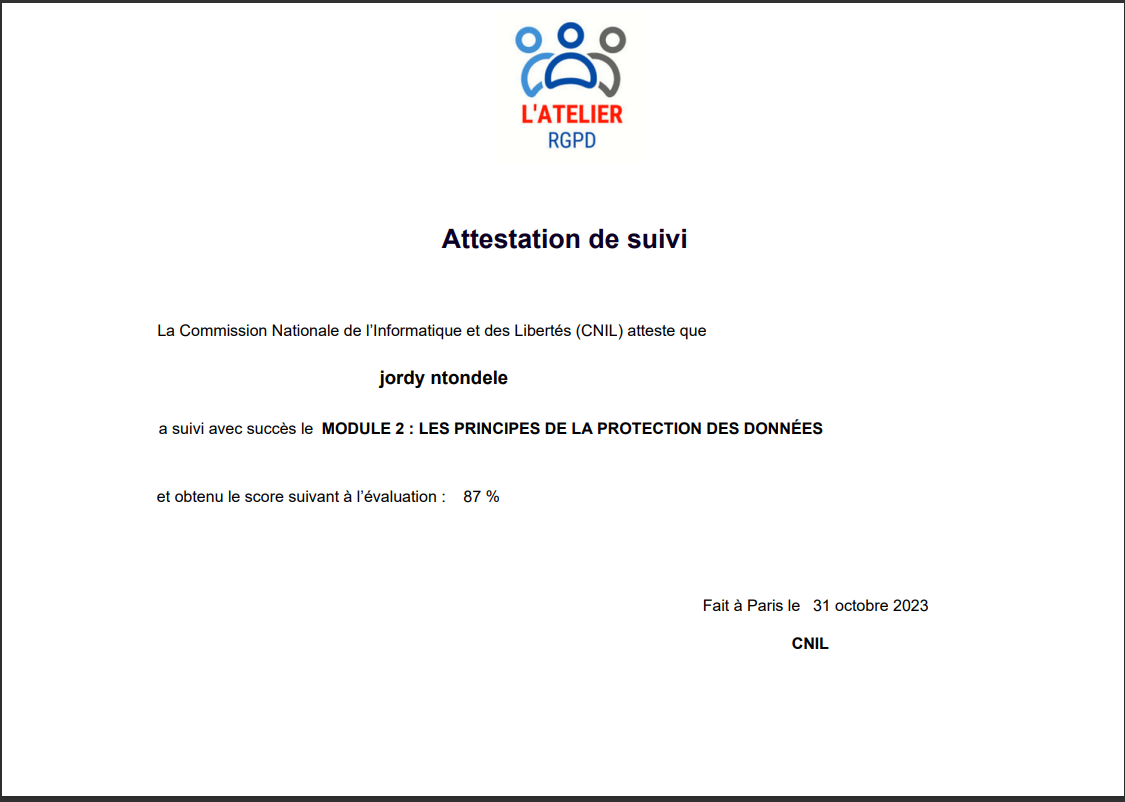 L'ATELIER
RGPD
Attestation de suivi
La Commission Nationale de l’Informatique et des Libertés (CNIL) atteste que
jordy ntondele
a suivi avec succès le MODULE 2 : LES PRINCIPES DE LA PROTECTION DES DONNÉES
et obtenu le score suivant à l’évaluation : 87 %
Fait à Paris le 31 octobre 2023
CNIL